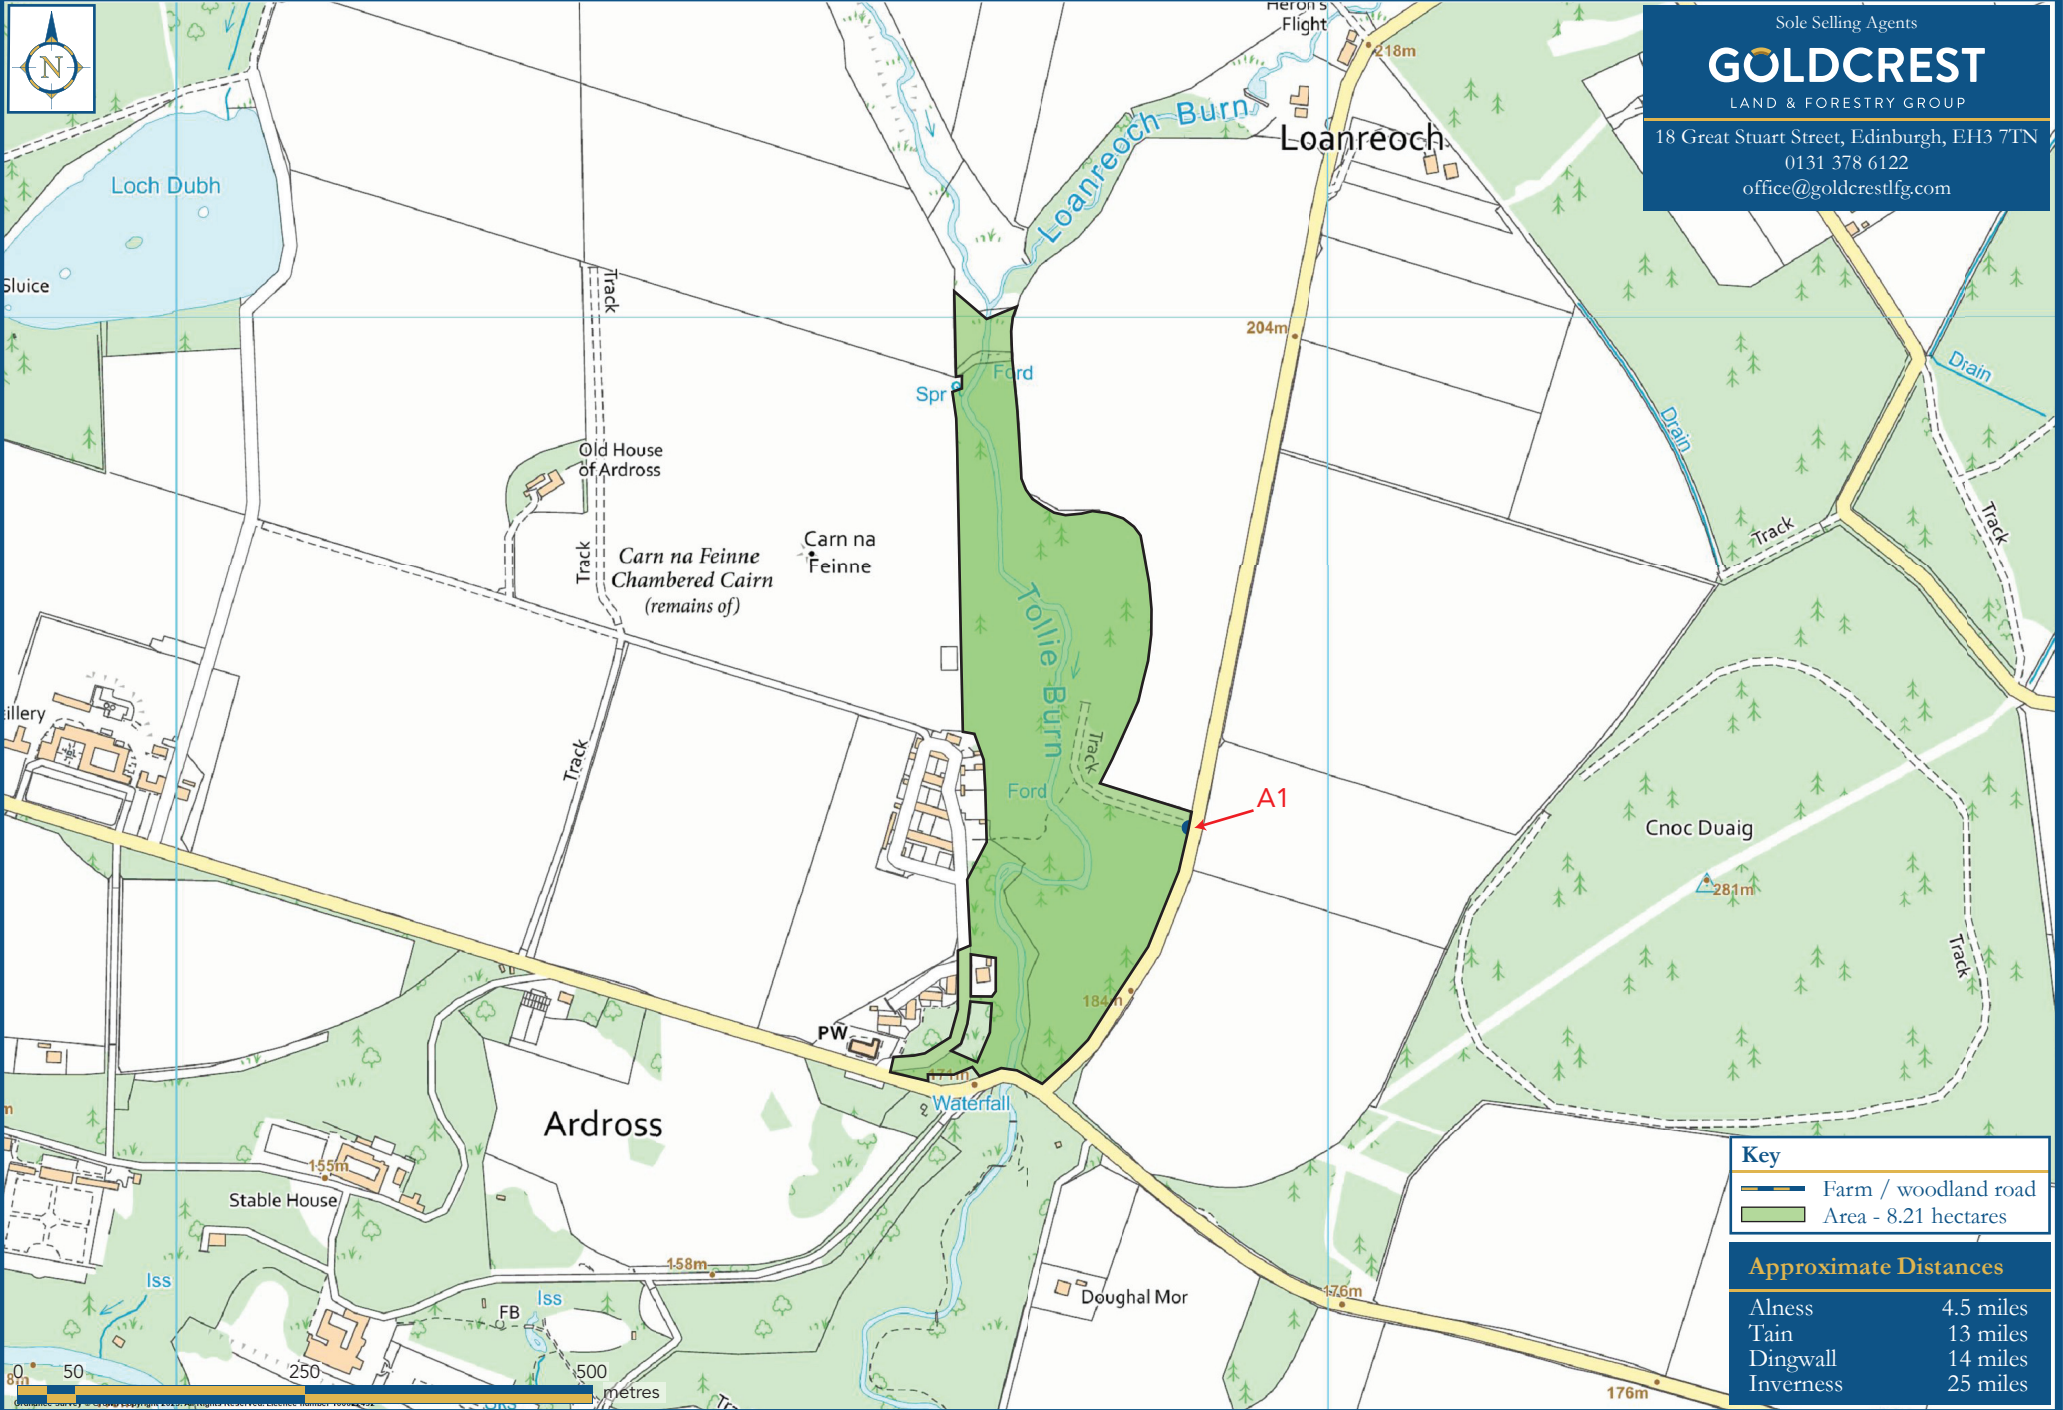 N
Heron's
Flight
218m
Sole Selling Agents
GOLDCREST
LAND & FORESTRY GROUP
18 Great Stuart Street, Edinburgh, EH3 7TN
0131 378 6122
office@goldcrestlfg.com
Loanreoch Burn
Loanreoch
Loch Dubh
Sluice
Track
204m
Ford
Spr
Drain
Drain
Old House
of Ardross
Track
Track
Track
Carn na Feinne
Chambered Cairn
(remains of)
Carn na
Feinne
Tollie Burn
illery
Track
Track
Ford
A1
Cnoc Duaig
281m
Track
184m
PW
171m
Waterfall
Ardross
155m
Stable House
158m
Iss
Iss
FB
Doughal Mor
176m
176m
Key
Farm / woodland road
Area - 8.21 hectares
Approximate Distances
Alness 4.5 miles
Tain 13 miles
Dingwall 14 miles
Inverness 25 miles
0 50 250 500
metres